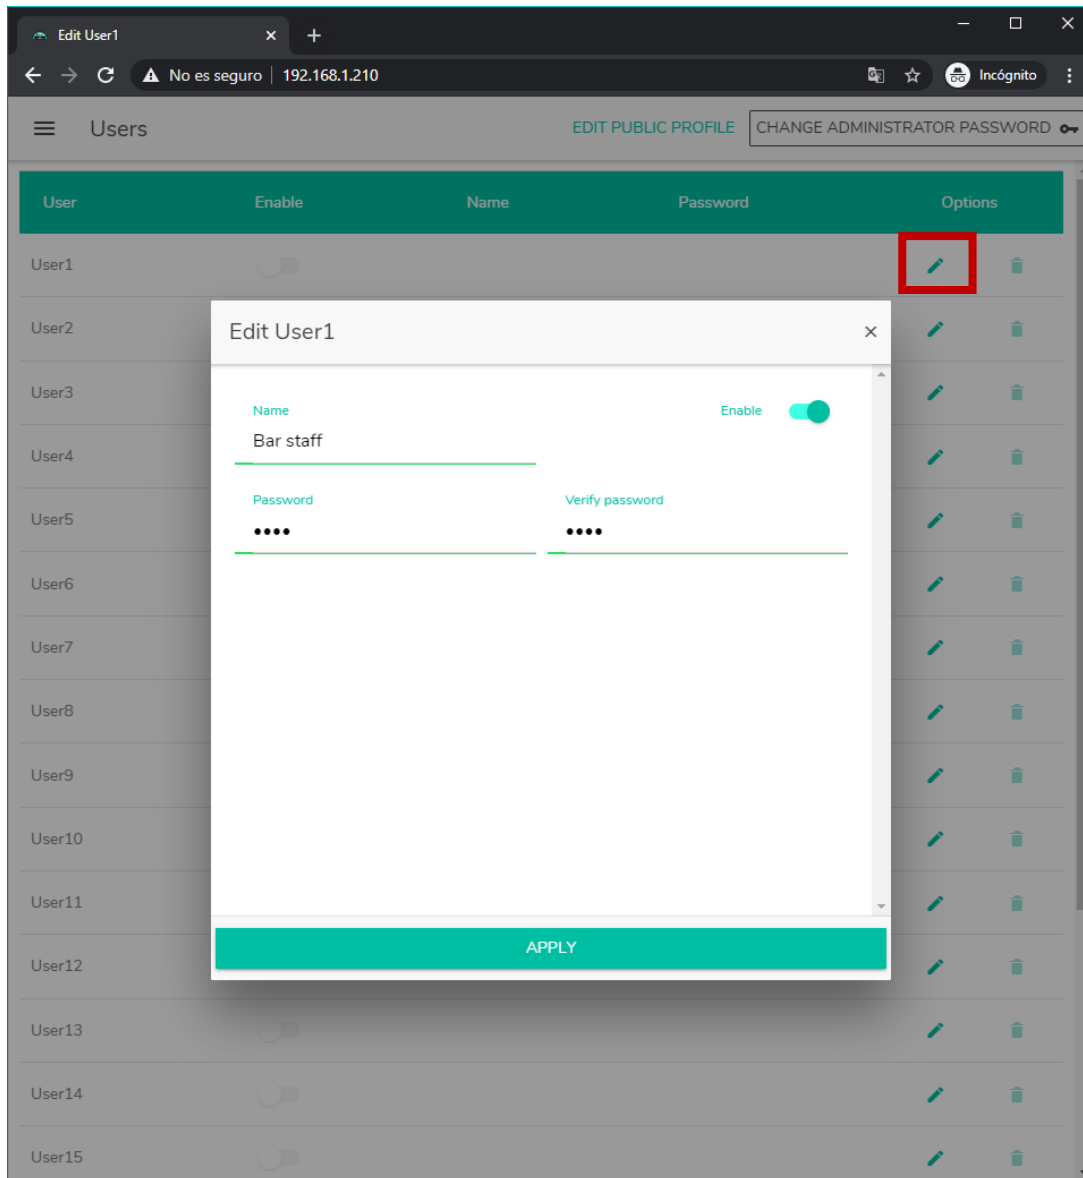 Edit User1
No es seguro | 192.168.1.210
Incógnito
Users
EDIT PUBLIC PROFILE
CHANGE ADMINISTRATOR PASSWORD
User Enable Name Password Options
User1
User2
Edit User1
User3
Name
Enable
Bar staff
User4
Password
Verify password
••••
••••
User5
User6
User7
User8
User9
User10
User11
APPLY
User12
User13
User14
User15